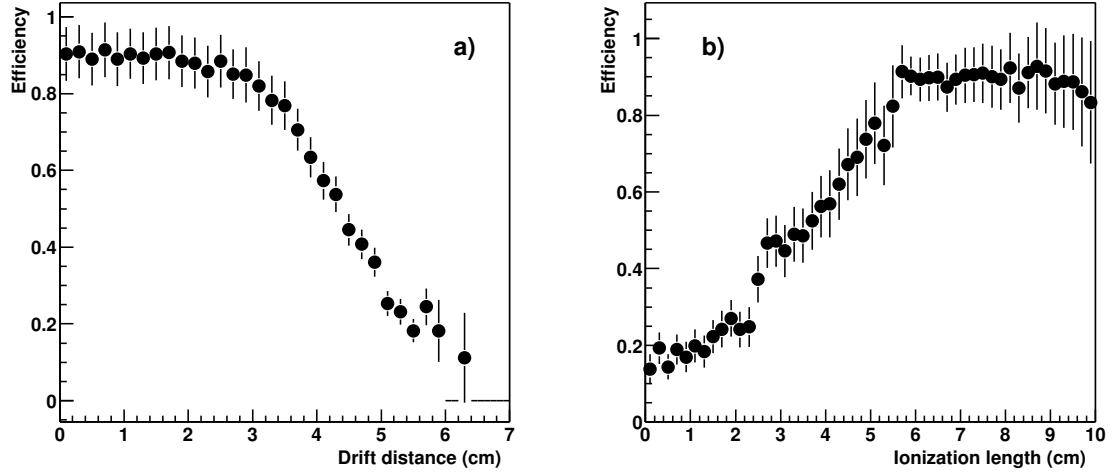 Efficiency
1
0.8
0.6
0.4
0.2
0
a)
0 1 2 3 4 5 6 7
Drift distance (cm)
Efficiency
1
0.8
0.6
0.4
0.2
0
b)
0 1 2 3 4 5 6 7 8 9 10
Ionization length (cm)